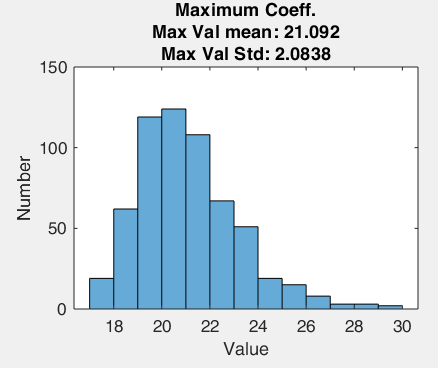 Maximum Coeff.
Max Val mean: 21.092
Max Val Std: 2.0838
150
100
50
0
Number
18 20 22 24 26 28 30
Value